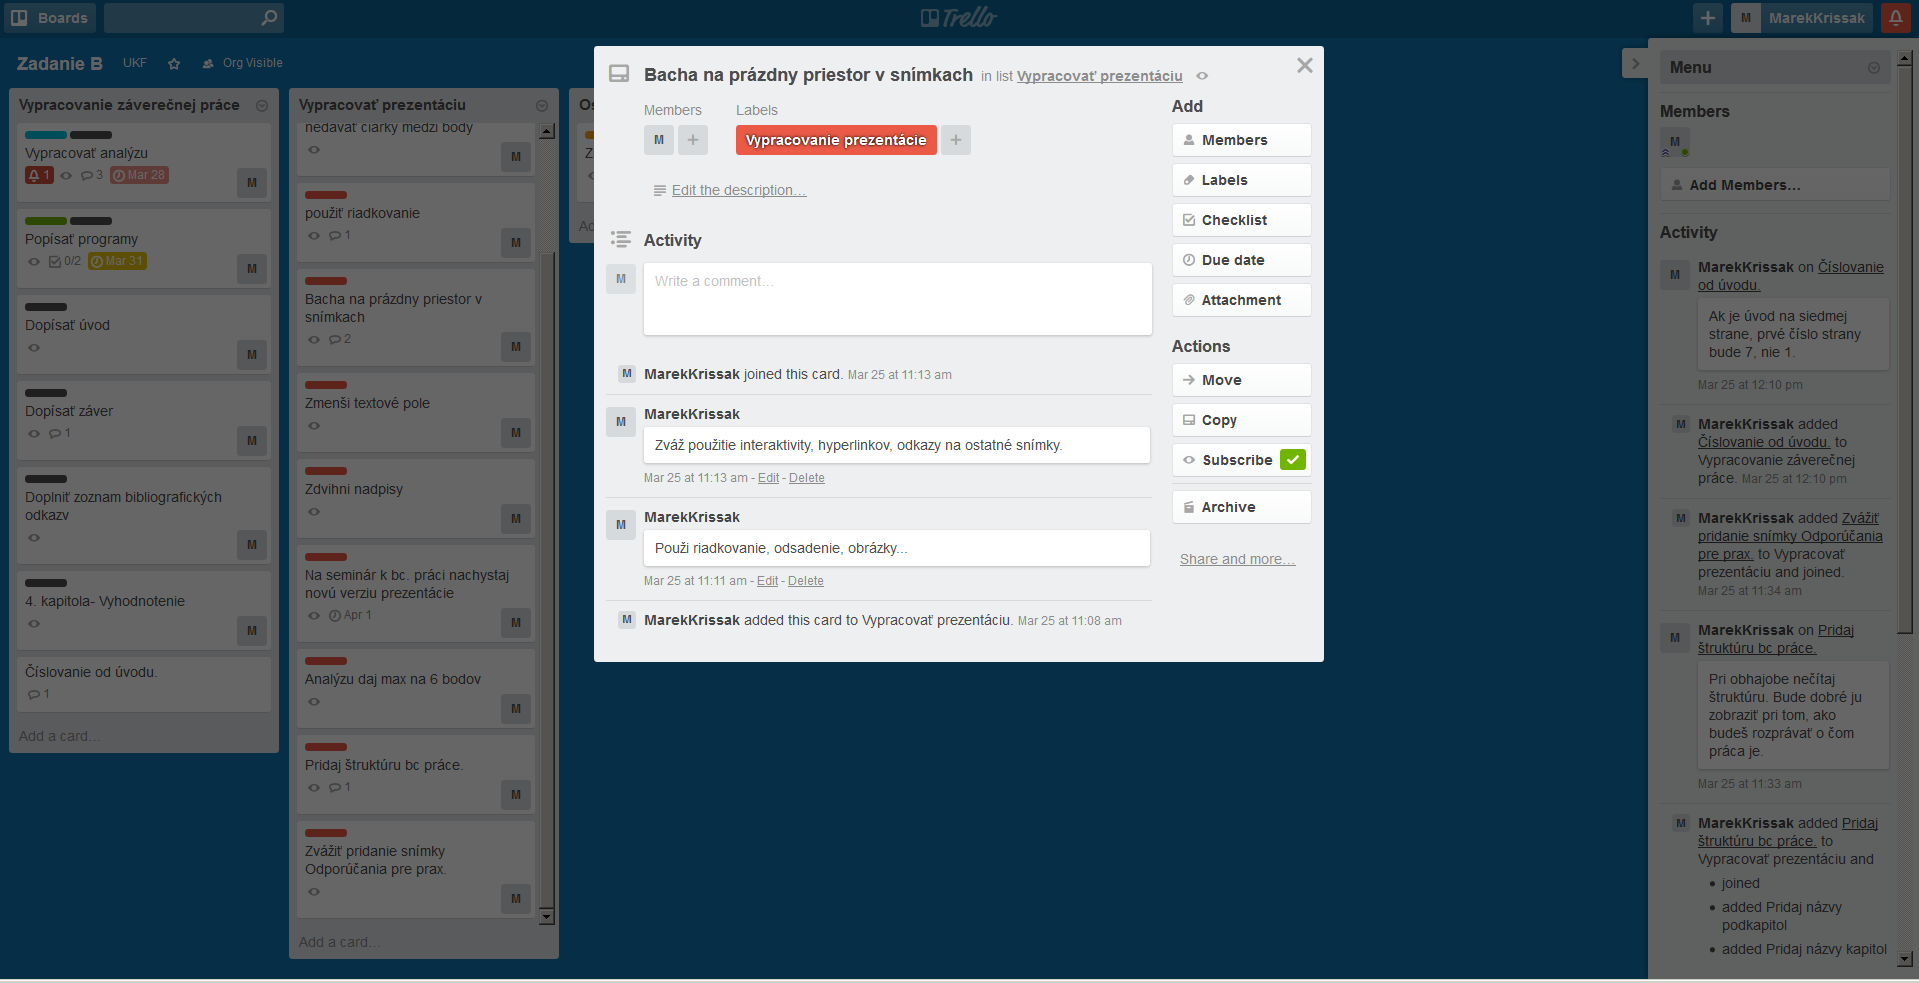 Boards
Trello
MarekKrissak
Zadanie B
UKF
Org Visible
Vypracovanie záverečnej práce
Vypracovať analýzu
1
3
Mar 28
M
Popísať programy
0/2
Mar 31
M
Dopísať úvod
M
Dopísať záver
1
M
Doplniť zoznam bibliografických
odkazv
M
4. kapitola- Vyhodnotenie
M
Číslovanie od úvodu.
1
Add a card...
Vypracovať prezentáciu
nedávať čiarky medzi body
M
použiť riadkovanie
1
M
Bacha na prázdny priestor v
snímkach
2
M
Zmenši textové pole
M
Zdvihni nadpisy
M
Na seminár k bc. práci nachystaj
novú verziu prezentácie
Apr 1
M
Analýzu daj max na 6 bodov
M
Pridaj štruktúru bc práce.
1
M
Zvážiť pridanie snímky
Odporúčania pre prax.
M
Add a card...
Bacha na prázdny priestor v snímkach in list Vypracovať prezentáciu
Members
Labels
M
Vypracovanie prezentácie
Edit the description...
Activity
M
Write a comment...
M
MarekKrissak joined this card. Mar 25 at 11:13 am
M
MarekKrissak
Zváž použitie interaktivity, hyperlinkov, odkazy na ostatné snímky.
Mar 25 at 11:13 am - Edit - Delete
M
MarekKrissak
Použi riadkovanie, odsadenie, obrázky...
Mar 25 at 11:11 am - Edit - Delete
M
MarekKrissak added this card to Vypracovať prezentáciu. Mar 25 at 11:08 am
Add
Members
Labels
Checklist
Due date
Attachment
Actions
Move
Copy
Subscribe
Archive
Share and more...
Menu
Members
M
Add Members...
Activity
M
MarekKrissak on Číslovanie
od úvodu.
Ak je úvod na siedmej
strane, prvé číslo strany
bude 7, nie 1.
Mar 25 at 12:10 pm
M
MarekKrissak added
Číslovanie od úvodu. to
Vypracovanie záverečnej
práce. Mar 25 at 12:10 pm
M
MarekKrissak added Zvážiť
pridanie snímky Odporúčania
pre prax. to Vypracovať
prezentáciu and joined.
Mar 25 at 11:34 am
M
MarekKrissak on Pridaj
štruktúru bc práce.
Pri obhajobe nečítaj
štruktúru. Bude dobré ju
zobraziť pri tom, ako
budeš rozprávať o čom
práca je.
Mar 25 at 11:33 am
M
MarekKrissak added Pridaj
štruktúru bc práce. to
Vypracovať prezentáciu and
• joined
• added Pridaj názvy
podkapitol
• added Pridaj názvy kapitol